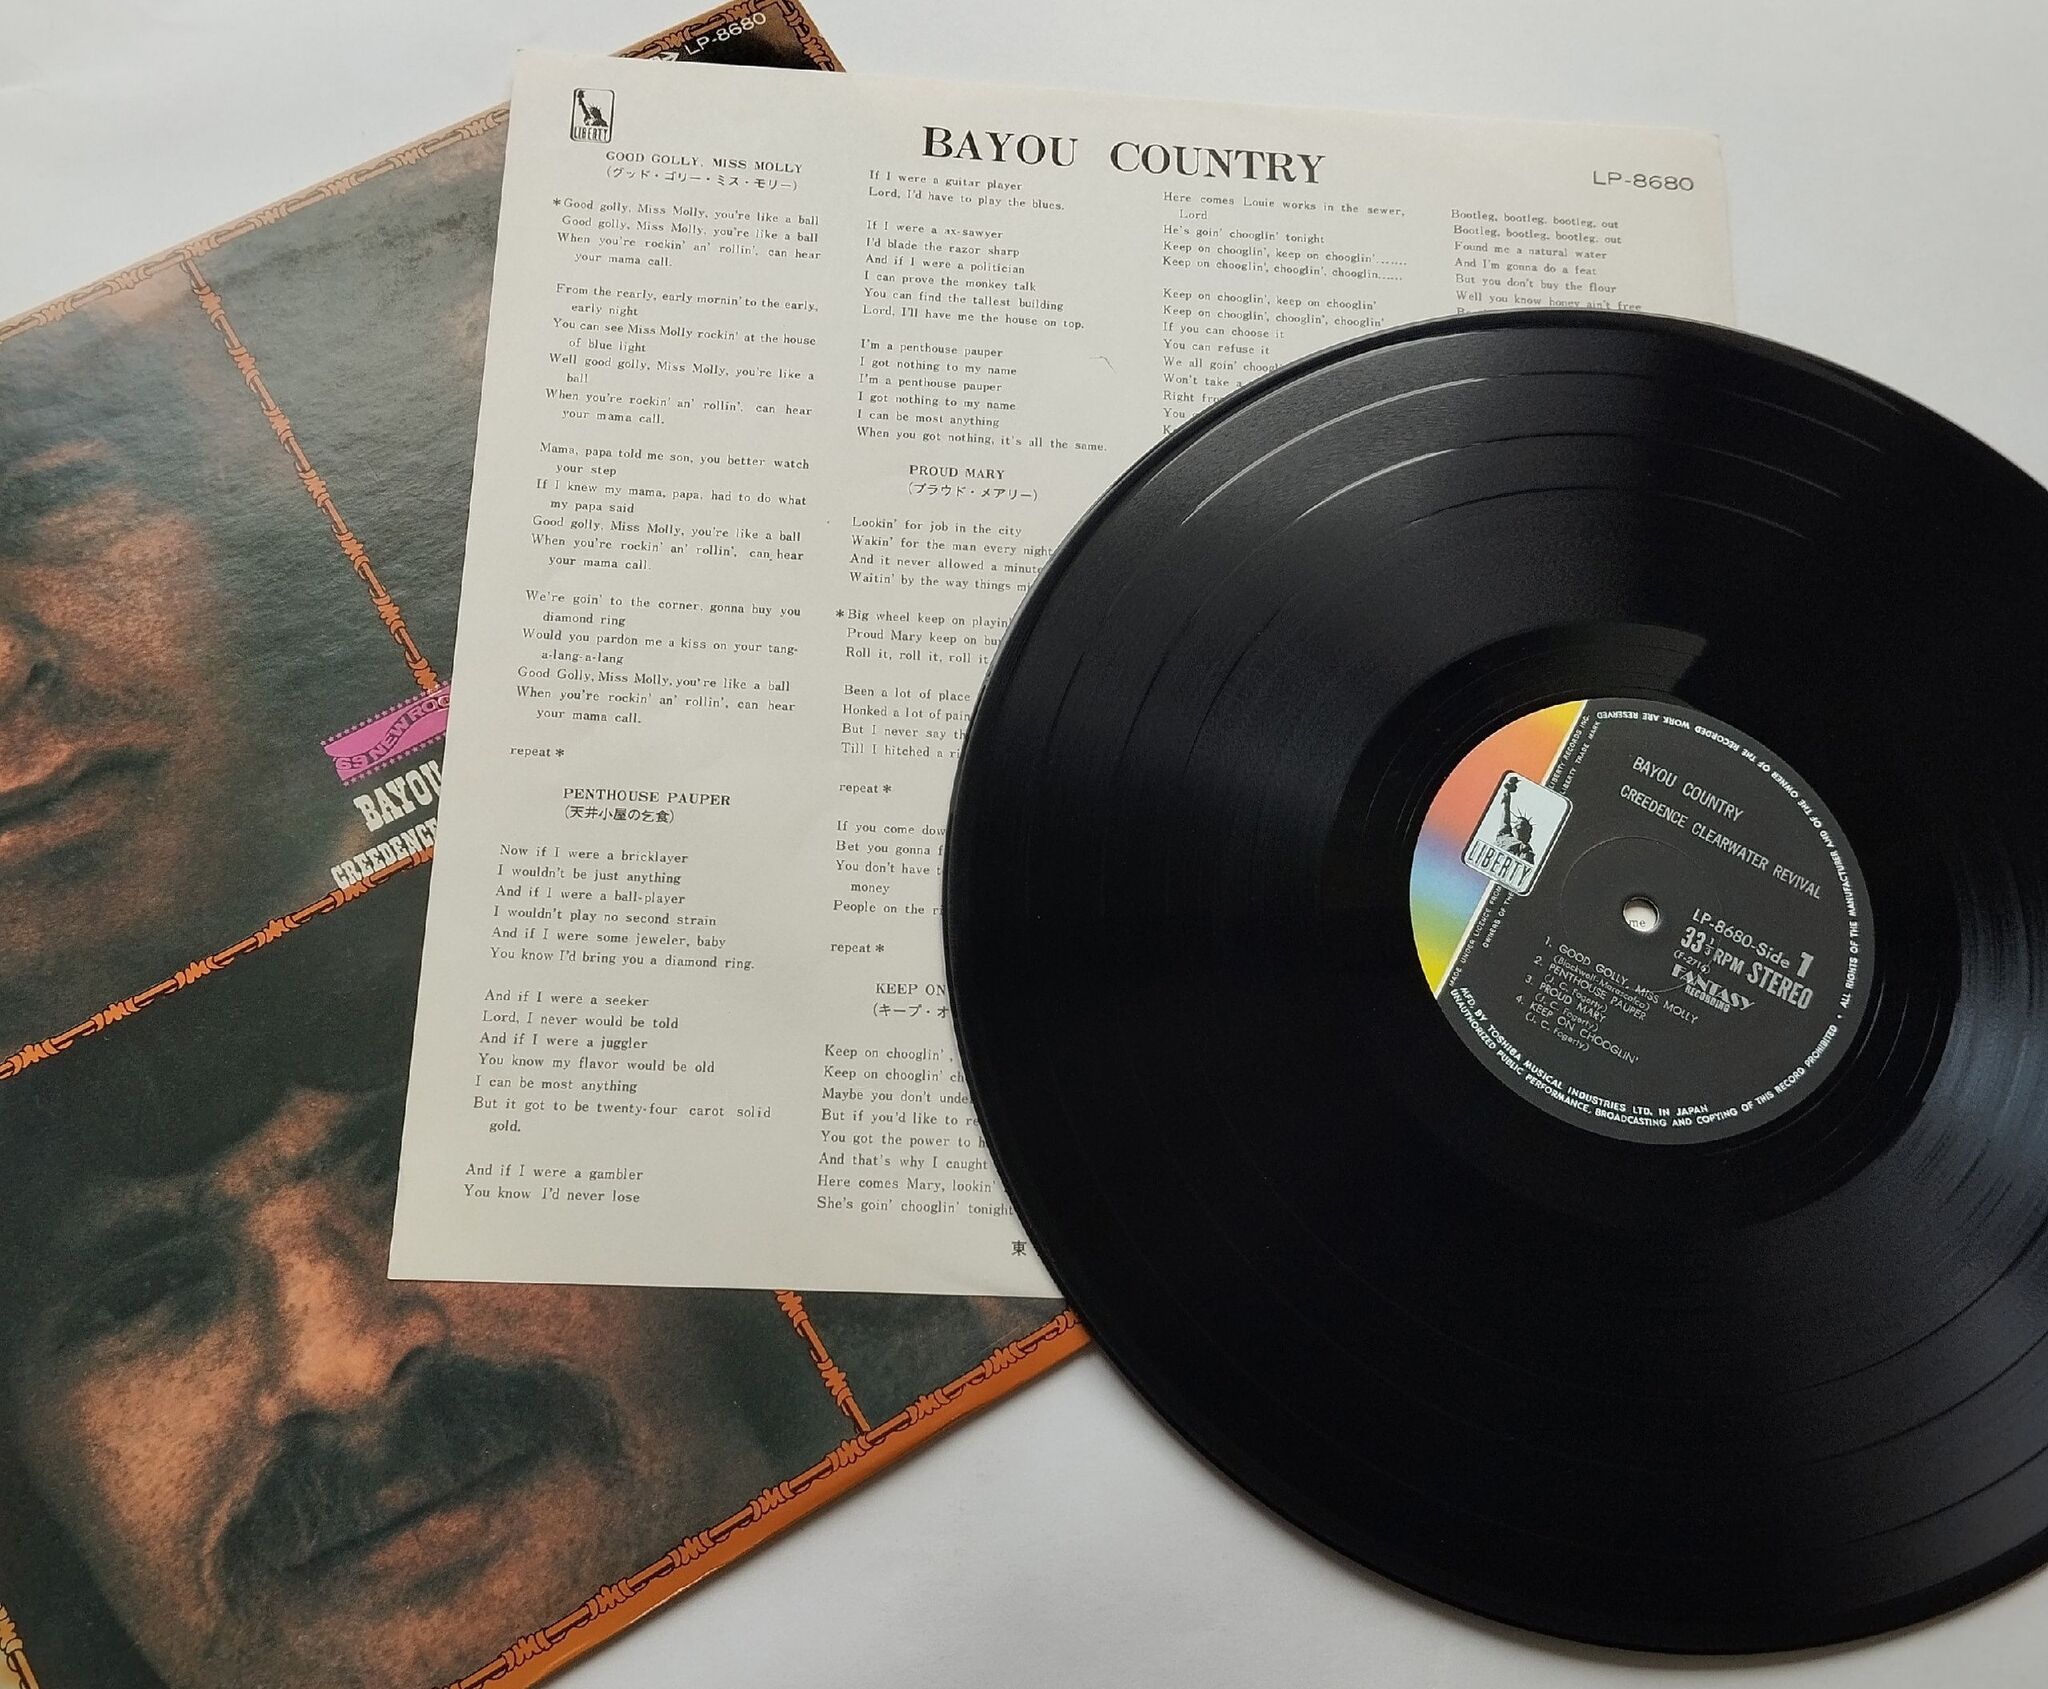 LP-8680
LIBERTY
BAYOU COUNTRY
LP-8680
GOOD GOLLY, MISS MOLLY
(グッド・ゴリー・ミス・モリー)
*Good golly, Miss Molly, you're like a ball
Good golly, Miss Molly, you're like a ball
When you're rockin' an' rollin', can hear
your mama call.
From the rearly, early mornin' to the early,
early night
You can see Miss Molly rockin' at the house
of blue light
Well good golly, Miss Molly, you're like a
ball
When you're rockin' an' rollin', can hear
your mama call.
Mama, papa told me son, you better watch
your step
If I knew my mama, papa, had to do what
my papa said
Good golly, Miss Molly, you're like a ball
When you're rockin' an' rollin', can hear
your mama call.
We're goin' to the corner, gonna buy you
diamond ring
Would you pardon me a kiss on your tang-
a-lang-a-lang
Good Golly, Miss Molly, you're like a ball
When you're rockin' an' rollin', can hear
your mama call.
repeat *
PENTHOUSE PAUPER
(天井小屋の乞食)
Now if I were a bricklayer
I wouldn't be just anything
And if I were a ball-player
I wouldn't play no second strain
And if I were some jeweler, baby
You know I'd bring you a diamond ring.
And if I were a seeker
Lord, I never would be told
And if I were a juggler
You know my flavor would be old
I can be most anything
But it got to be twenty-four carot solid
gold.
And if I were a gambler
You know I'd never lose
If I were a guitar player
Lord, I'd have to play the blues.
If I were a ax-sawyer
I'd blade the razor sharp
And if I were a politician
I can prove the monkey talk
You can find the tallest building
Lord, I'll have me the house on top.
I'm a penthouse pauper
I got nothing to my name
I'm a penthouse pauper
I got nothing to my name
I can be most anything
When you got nothing, it's all the same.
PROUD MARY
(プラウド・メアリー)
Lookin' for job in the city
Wakin' for the man every night
And it never allowed a minute
Waitin' by the way things
*Big wheel keep on playin'
Proud Mary keep on
Roll it, roll it, roll it
Been a lot of place
Honked a lot of pain
But I never say
Till I hitched a
repeat *
If you come
Bet you gonna
You don't have
money
People on the
repeat *
KEEP ON
(キープ・オ
Keep on chooglin',
Keep on chooglin'
Maybe you don't
But if you'd like to
You got the power to
And that's why I caught
Here comes Mary, lookin'
She's goin' chooglin' tonight
東
Here comes Louie works in the sewer,
Lord
He's goin' chooglin' tonight
Keep on chooglin', keep on chooglin'.......
Keep on chooglin', chooglin', chooglin......
Keep on chooglin', keep on chooglin'
Keep on chooglin', chooglin', chooglin'
If you can choose it
You can refuse it
We all goin'
Won't take a
Right
You
Bootleg, bootleg, bootleg, out
Bootleg, bootleg, bootleg, out
Found me a natural water
And I'm gonna do a feat
But you don't buy the flour
Well you know honey ain't free
69 NEW ROC
BAYOU
CREEDENC
LIBERTY
BAYOU COUNTRY
CREEDENCE CLEARWATER REVIVAL
LP-8680-Side 1
33 1/3 RPM STEREO
(F-2716)
FANTASY
RECORDING
1. GOOD GOLLY, MISS MOLLY
(Blackwell-Marascalco)
2. PENTHOUSE PAUPER
(J. C. Fogerty)
3. PROUD MARY
(J. C. Fogerty)
4. KEEP ON CHOOGLIN'
(J. C. Fogerty)
MFD. BY TOSHIBA MUSICAL INDUSTRIES LTD. IN JAPAN
ALL RIGHTS OF THE MANUFACTURER AND OF THE OWNER OF THE RECORDED WORK ARE RESERVED
UNAUTHORIZED PUBLIC PERFORMANCE, BROADCASTING AND COPYING OF THIS RECORD PROHIBITED
LIBERTY RECORDS INC.
LIBERTY TRADE MARK
MADE UNDER LICENCE FROM
OWNERS OF THE
me